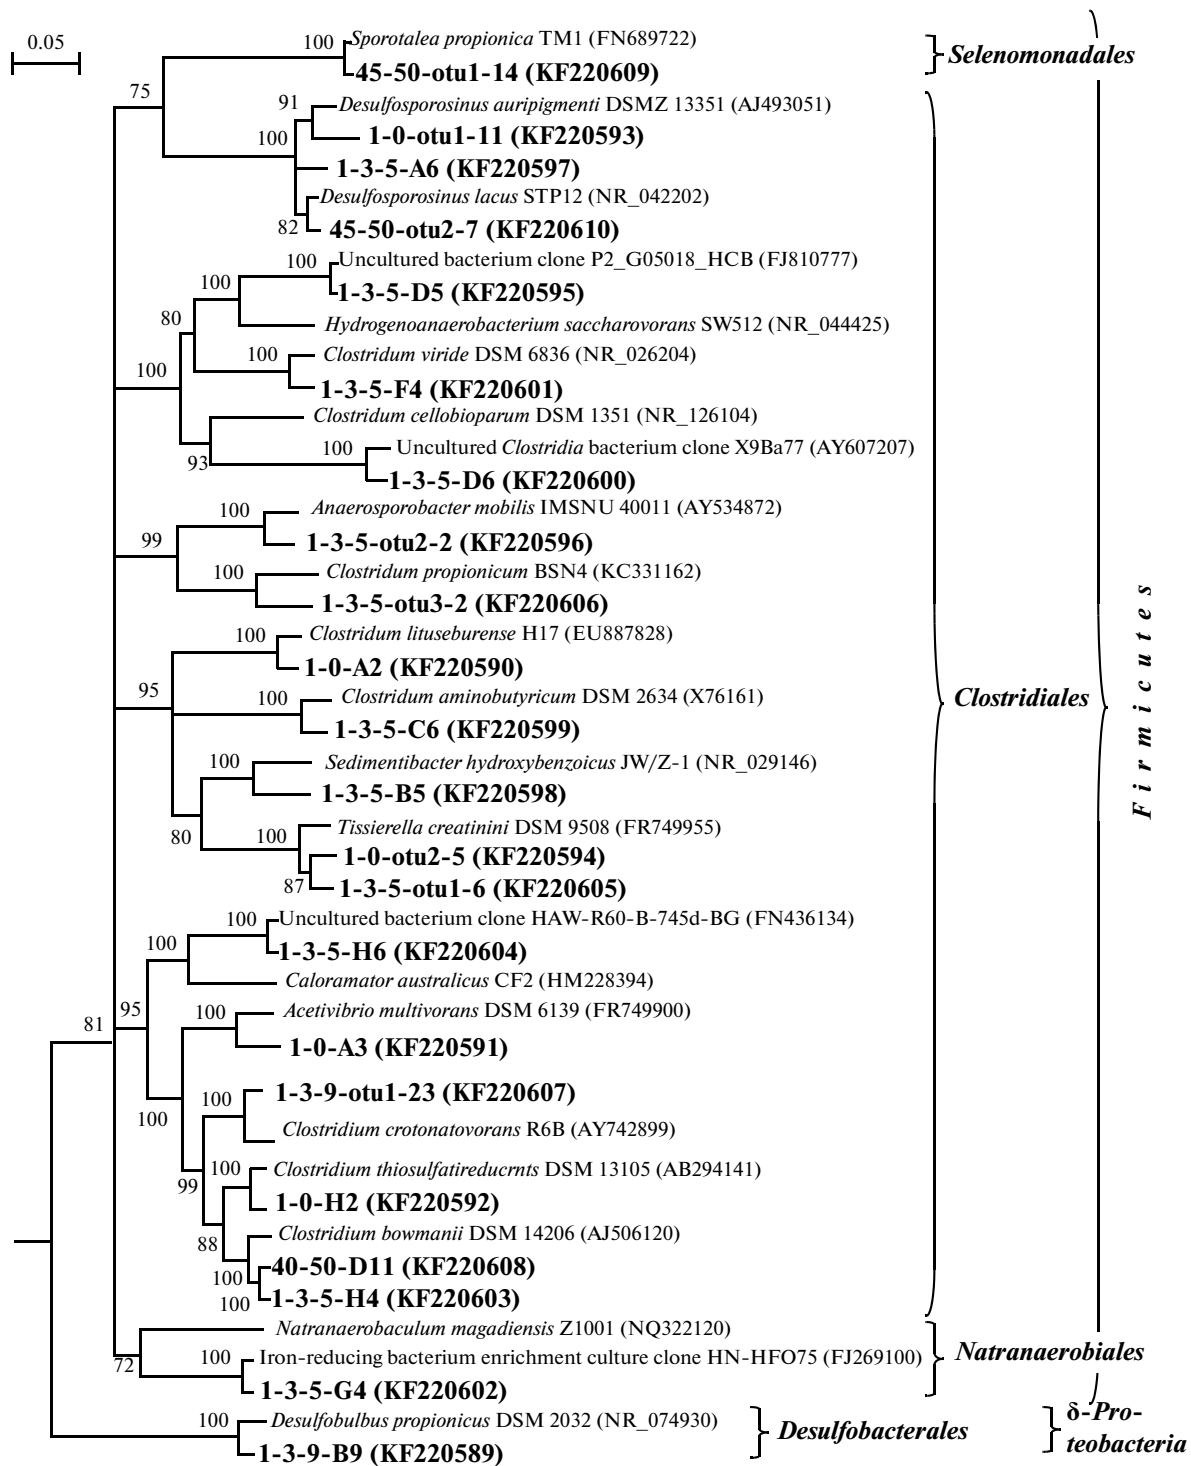 0.05
100
Sporotalea propionica TM1 (FN689722)
45-50-otu1-14 (KF220609)
Selenomonadales
75
91
Desulfosporosinus auripigmenti DSMZ 13351 (AJ493051)
100
1-0-otu1-11 (KF220593)
1-3-5-A6 (KF220597)
Desulfosporosinus lacus STP12 (NR_042202)
82
45-50-otu2-7 (KF220610)
100
Uncultured bacterium clone P2_G05018_HCB (FJ810777)
100
1-3-5-D5 (KF220595)
80
Hydrogenoanaerobacterium saccharovorans SW512 (NR_044425)
100
Clostridum viride DSM 6836 (NR_026204)
100
1-3-5-F4 (KF220601)
Clostridum cellobioparum DSM 1351 (NR_126104)
100
Uncultured Clostridia bacterium clone X9Ba77 (AY607207)
93
1-3-5-D6 (KF220600)
100
Anaerosporobacter mobilis IMSNU 40011 (AY534872)
99
1-3-5-otu2-2 (KF220596)
100
Clostridum propionicum BSN4 (KC331162)
1-3-5-otu3-2 (KF220606)
100
Clostridum lituseburense H17 (EU887828)
1-0-A2 (KF220590)
95
100
Clostridum aminobutyricum DSM 2634 (X76161)
1-3-5-C6 (KF220599)
Clostridiales
Firmicutes
100
Sedimentibacter hydroxybenzoicus JW/Z-1 (NR_029146)
1-3-5-B5 (KF220598)
80
100
Tissierella creatinini DSM 9508 (FR749955)
1-0-otu2-5 (KF220594)
87
1-3-5-otu1-6 (KF220605)
100
Uncultured bacterium clone HAW-R60-B-745d-BG (FN436134)
100
1-3-5-H6 (KF220604)
Caloramator australicus CF2 (HM228394)
81
95
100
Acetivibrio multivorans DSM 6139 (FR749900)
1-0-A3 (KF220591)
100
100
1-3-9-otu1-23 (KF220607)
Clostridium crotonatovorans R6B (AY742899)
99
100
Clostridium thiosulfatireducrnts DSM 13105 (AB294141)
1-0-H2 (KF220592)
88
Clostridium bowmanii DSM 14206 (AJ506120)
100
40-50-D11 (KF220608)
100
1-3-5-H4 (KF220603)
Natranaerobaculum magadiensis Z1001 (NQ322120)
72
100
Iron-reducing bacterium enrichment culture clone HN-HFO75 (FJ269100)
1-3-5-G4 (KF220602)
Natranaerobiales
100
Desulfobulbus propionicus DSM 2032 (NR_074930)
1-3-9-B9 (KF220589)
Desulfobacterales
δ-Pro-
teobacteria